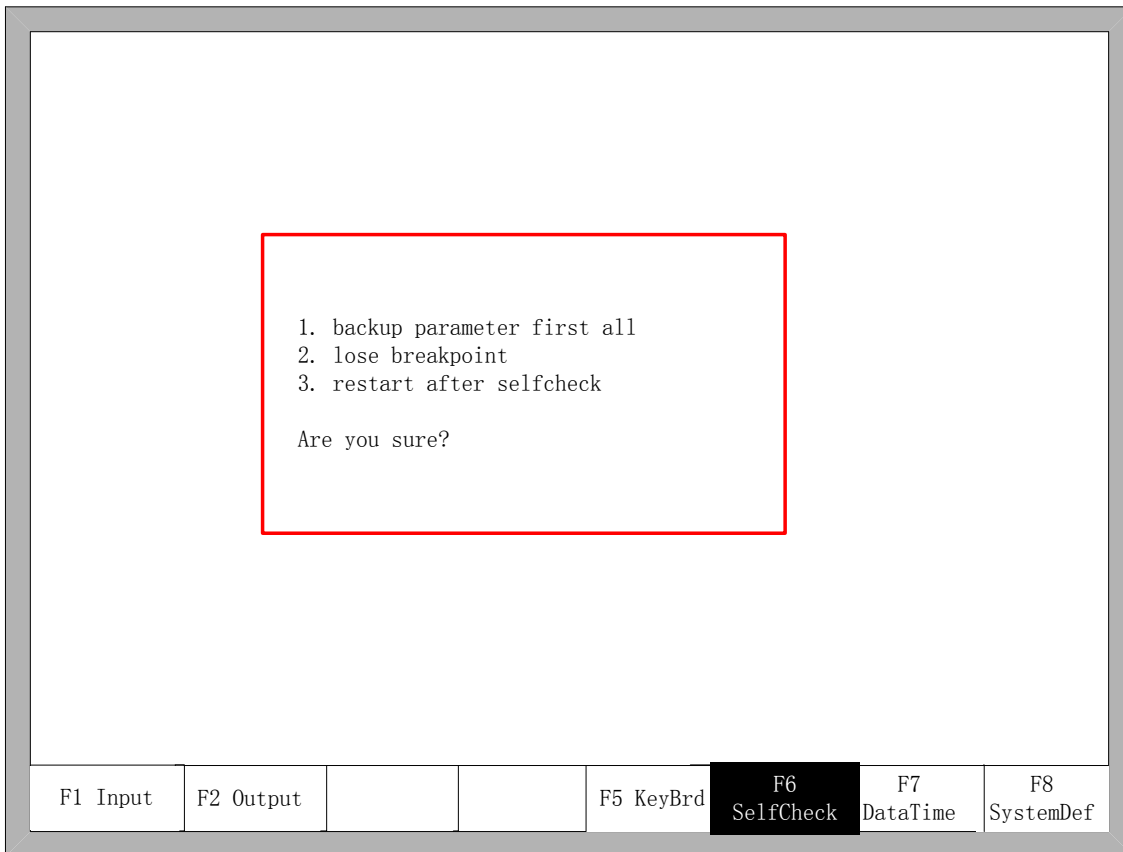 1. backup parameter first all
2. lose breakpoint
3. restart after selfcheck
Are you sure?
F1 Input
F2 Output
F5 KeyBrd
F6
SelfCheck
F7
DataTime
F8
SystemDef